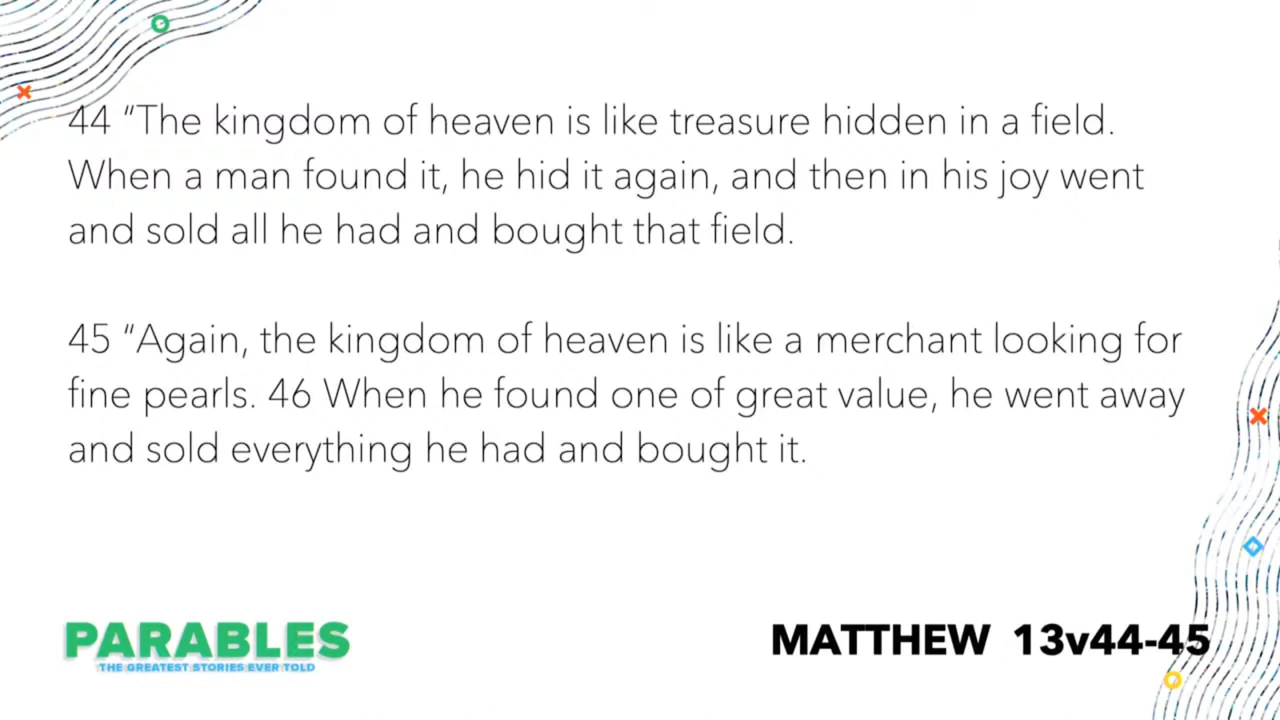 44 “The kingdom of heaven is like treasure hidden in a field.
When a man found it, he hid it again, and then in his joy went
and sold all he had and bought that field.
45 “Again, the kingdom of heaven is like a merchant looking for
fine pearls. 46 When he found one of great value, he went away
and sold everything he had and bought it.
PARABLES
THE GREATEST STORIES EVER TOLD
MATTHEW 13v44-45